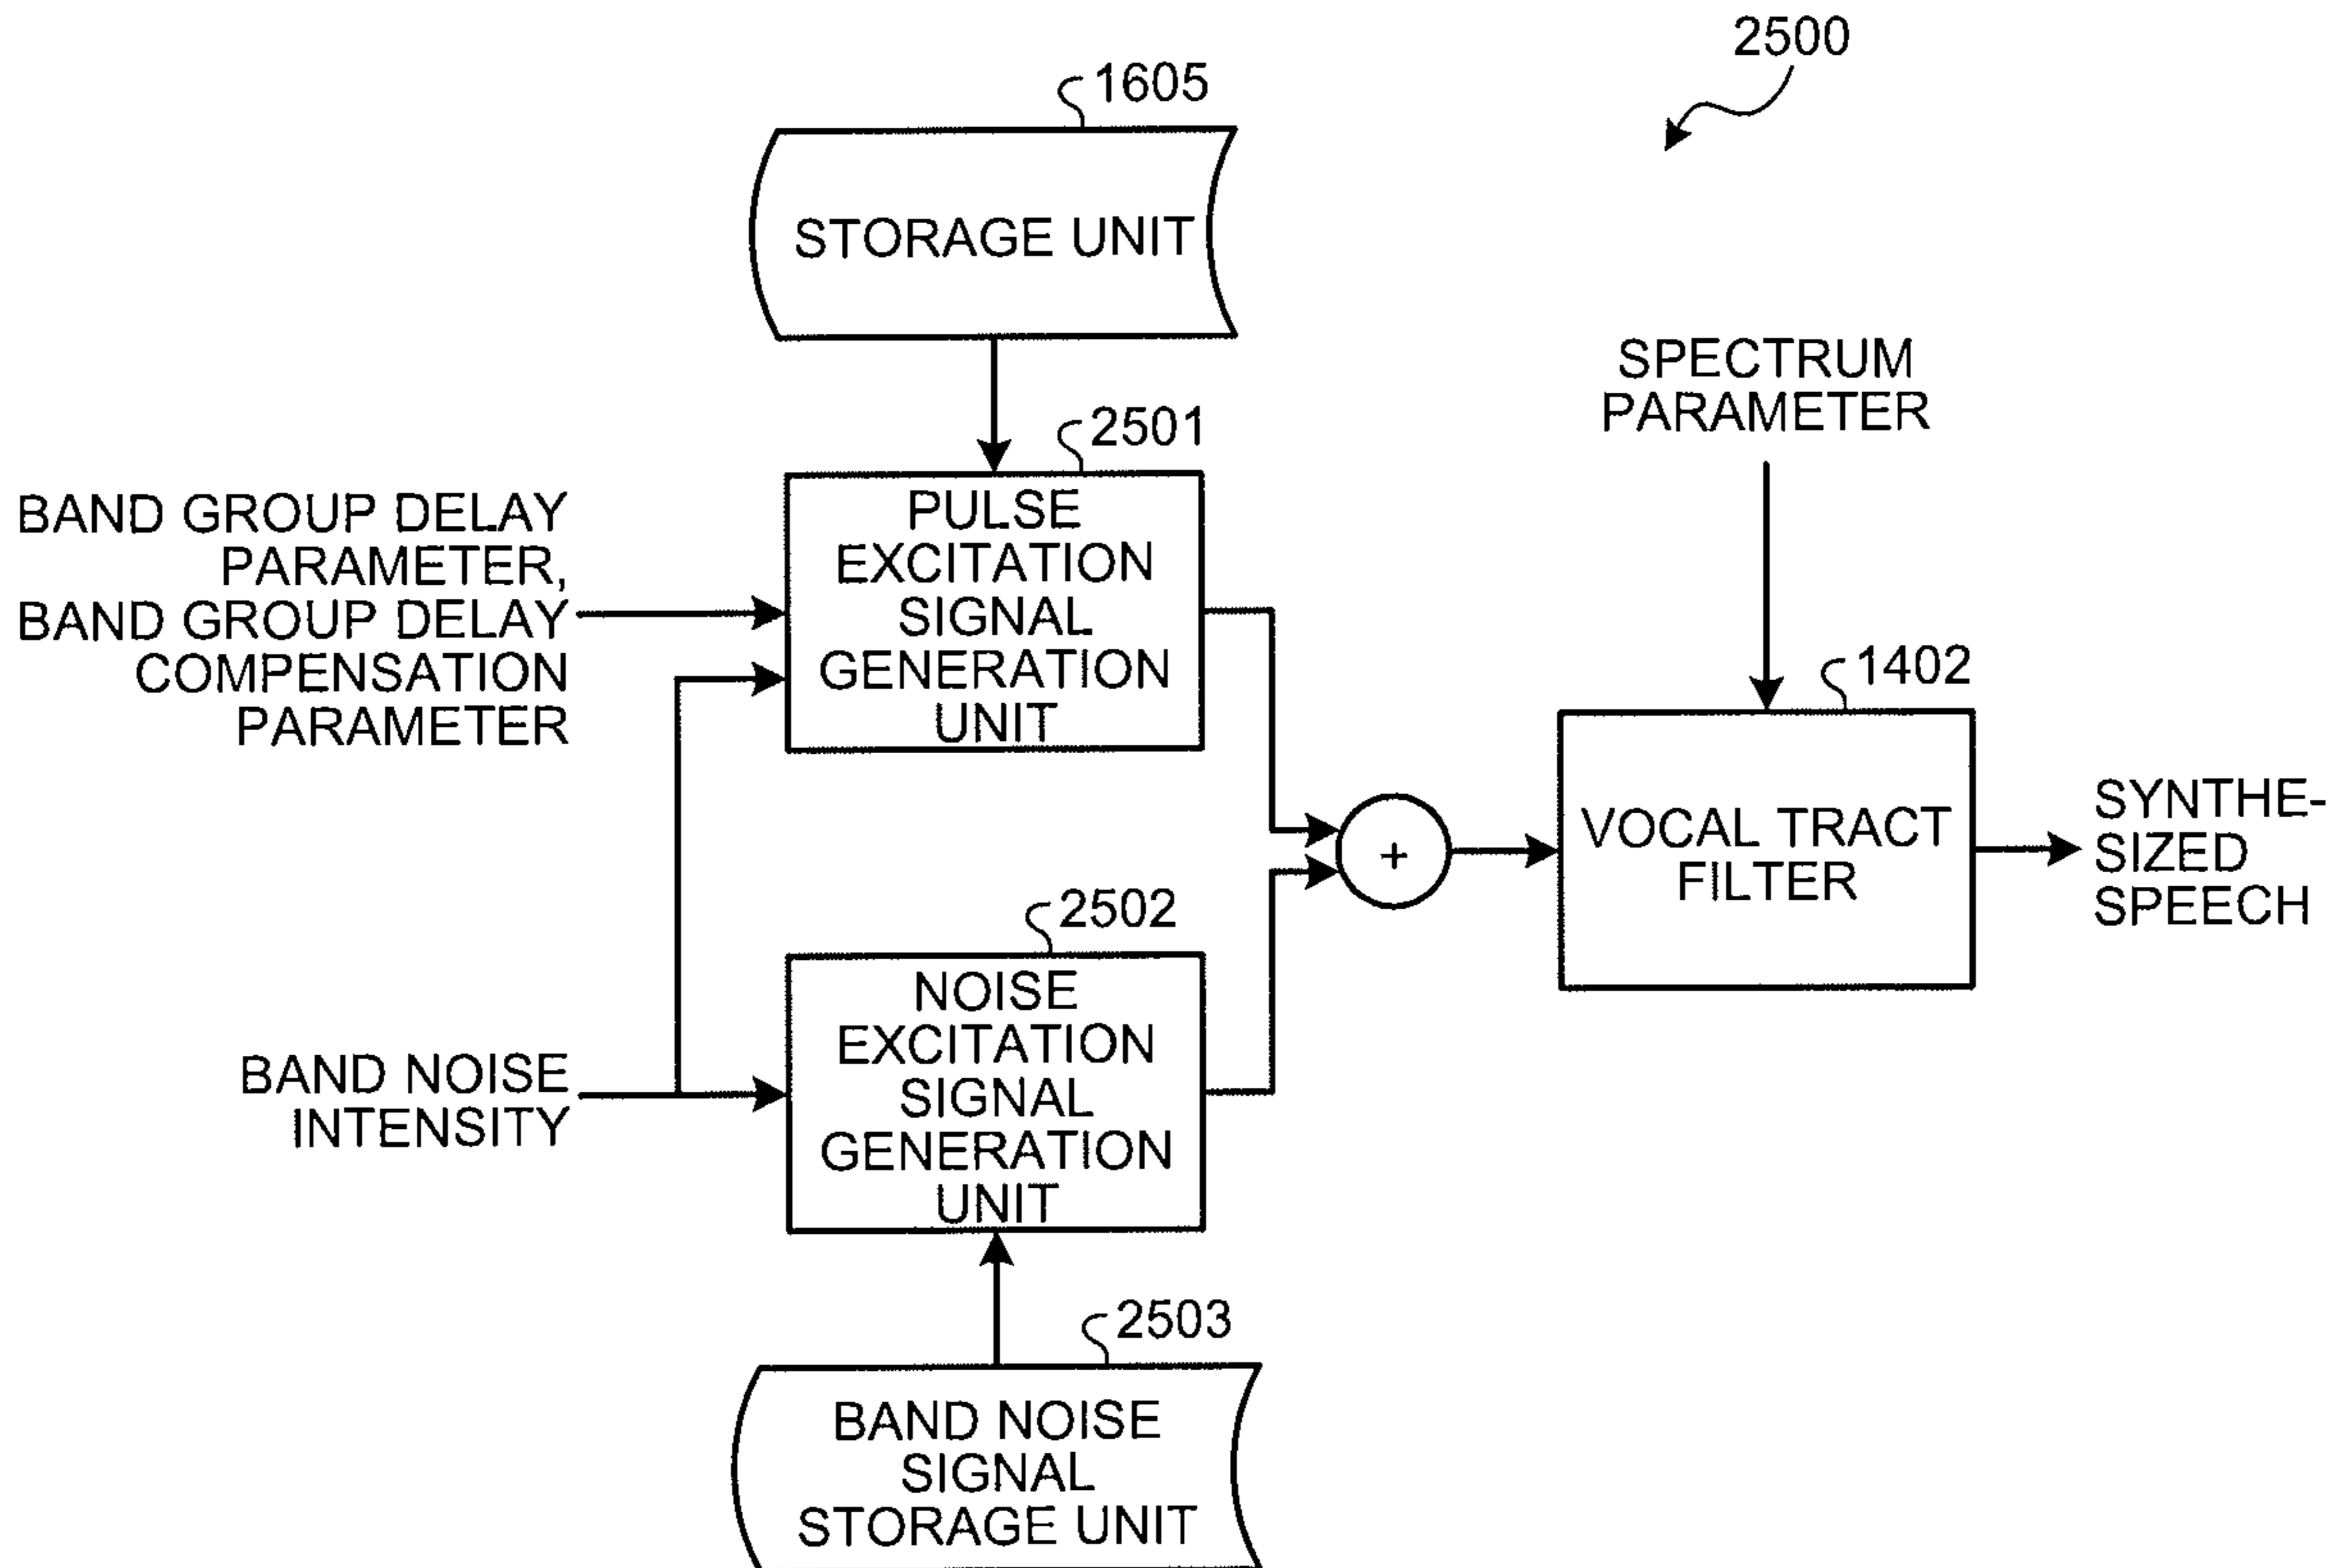 2500
1605
STORAGE UNIT
SPECTRUM
PARAMETER
2501
BAND GROUP DELAY
PARAMETER,
BAND GROUP DELAY
COMPENSATION
PARAMETER
PULSE
EXCITATION
SIGNAL
GENERATION
UNIT
1402
VOCAL TRACT
FILTER
+
SYNTHE-
SIZED
SPEECH
2502
BAND NOISE
INTENSITY
NOISE
EXCITATION
SIGNAL
GENERATION
UNIT
2503
BAND NOISE
SIGNAL
STORAGE UNIT